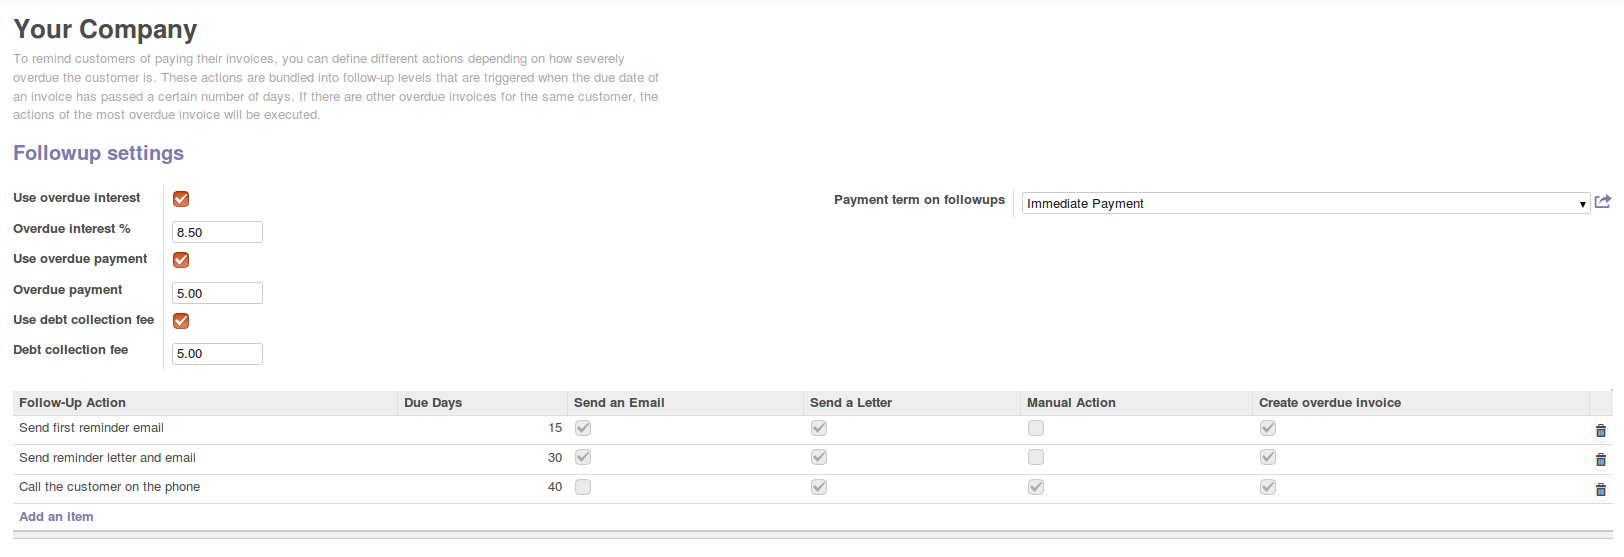 Your Company
To remind customers of paying their invoices, you can define different actions depending on how severely
overdue the customer is. These actions are bundled into follow-up levels that are triggered when the due date of
an invoice has passed a certain number of days. If there are other overdue invoices for the same customer, the
actions of the most overdue invoice will be executed.
Followup settings
Use overdue interest
Overdue interest % 8.50
Use overdue payment
Overdue payment 5.00
Use debt collection fee
Debt collection fee 5.00
Payment term on followups Immediate Payment
Follow-Up Action Due Days Send an Email Send a Letter Manual Action Create overdue invoice
Send first reminder email 15
Send reminder letter and email 30
Call the customer on the phone 40
Add an item